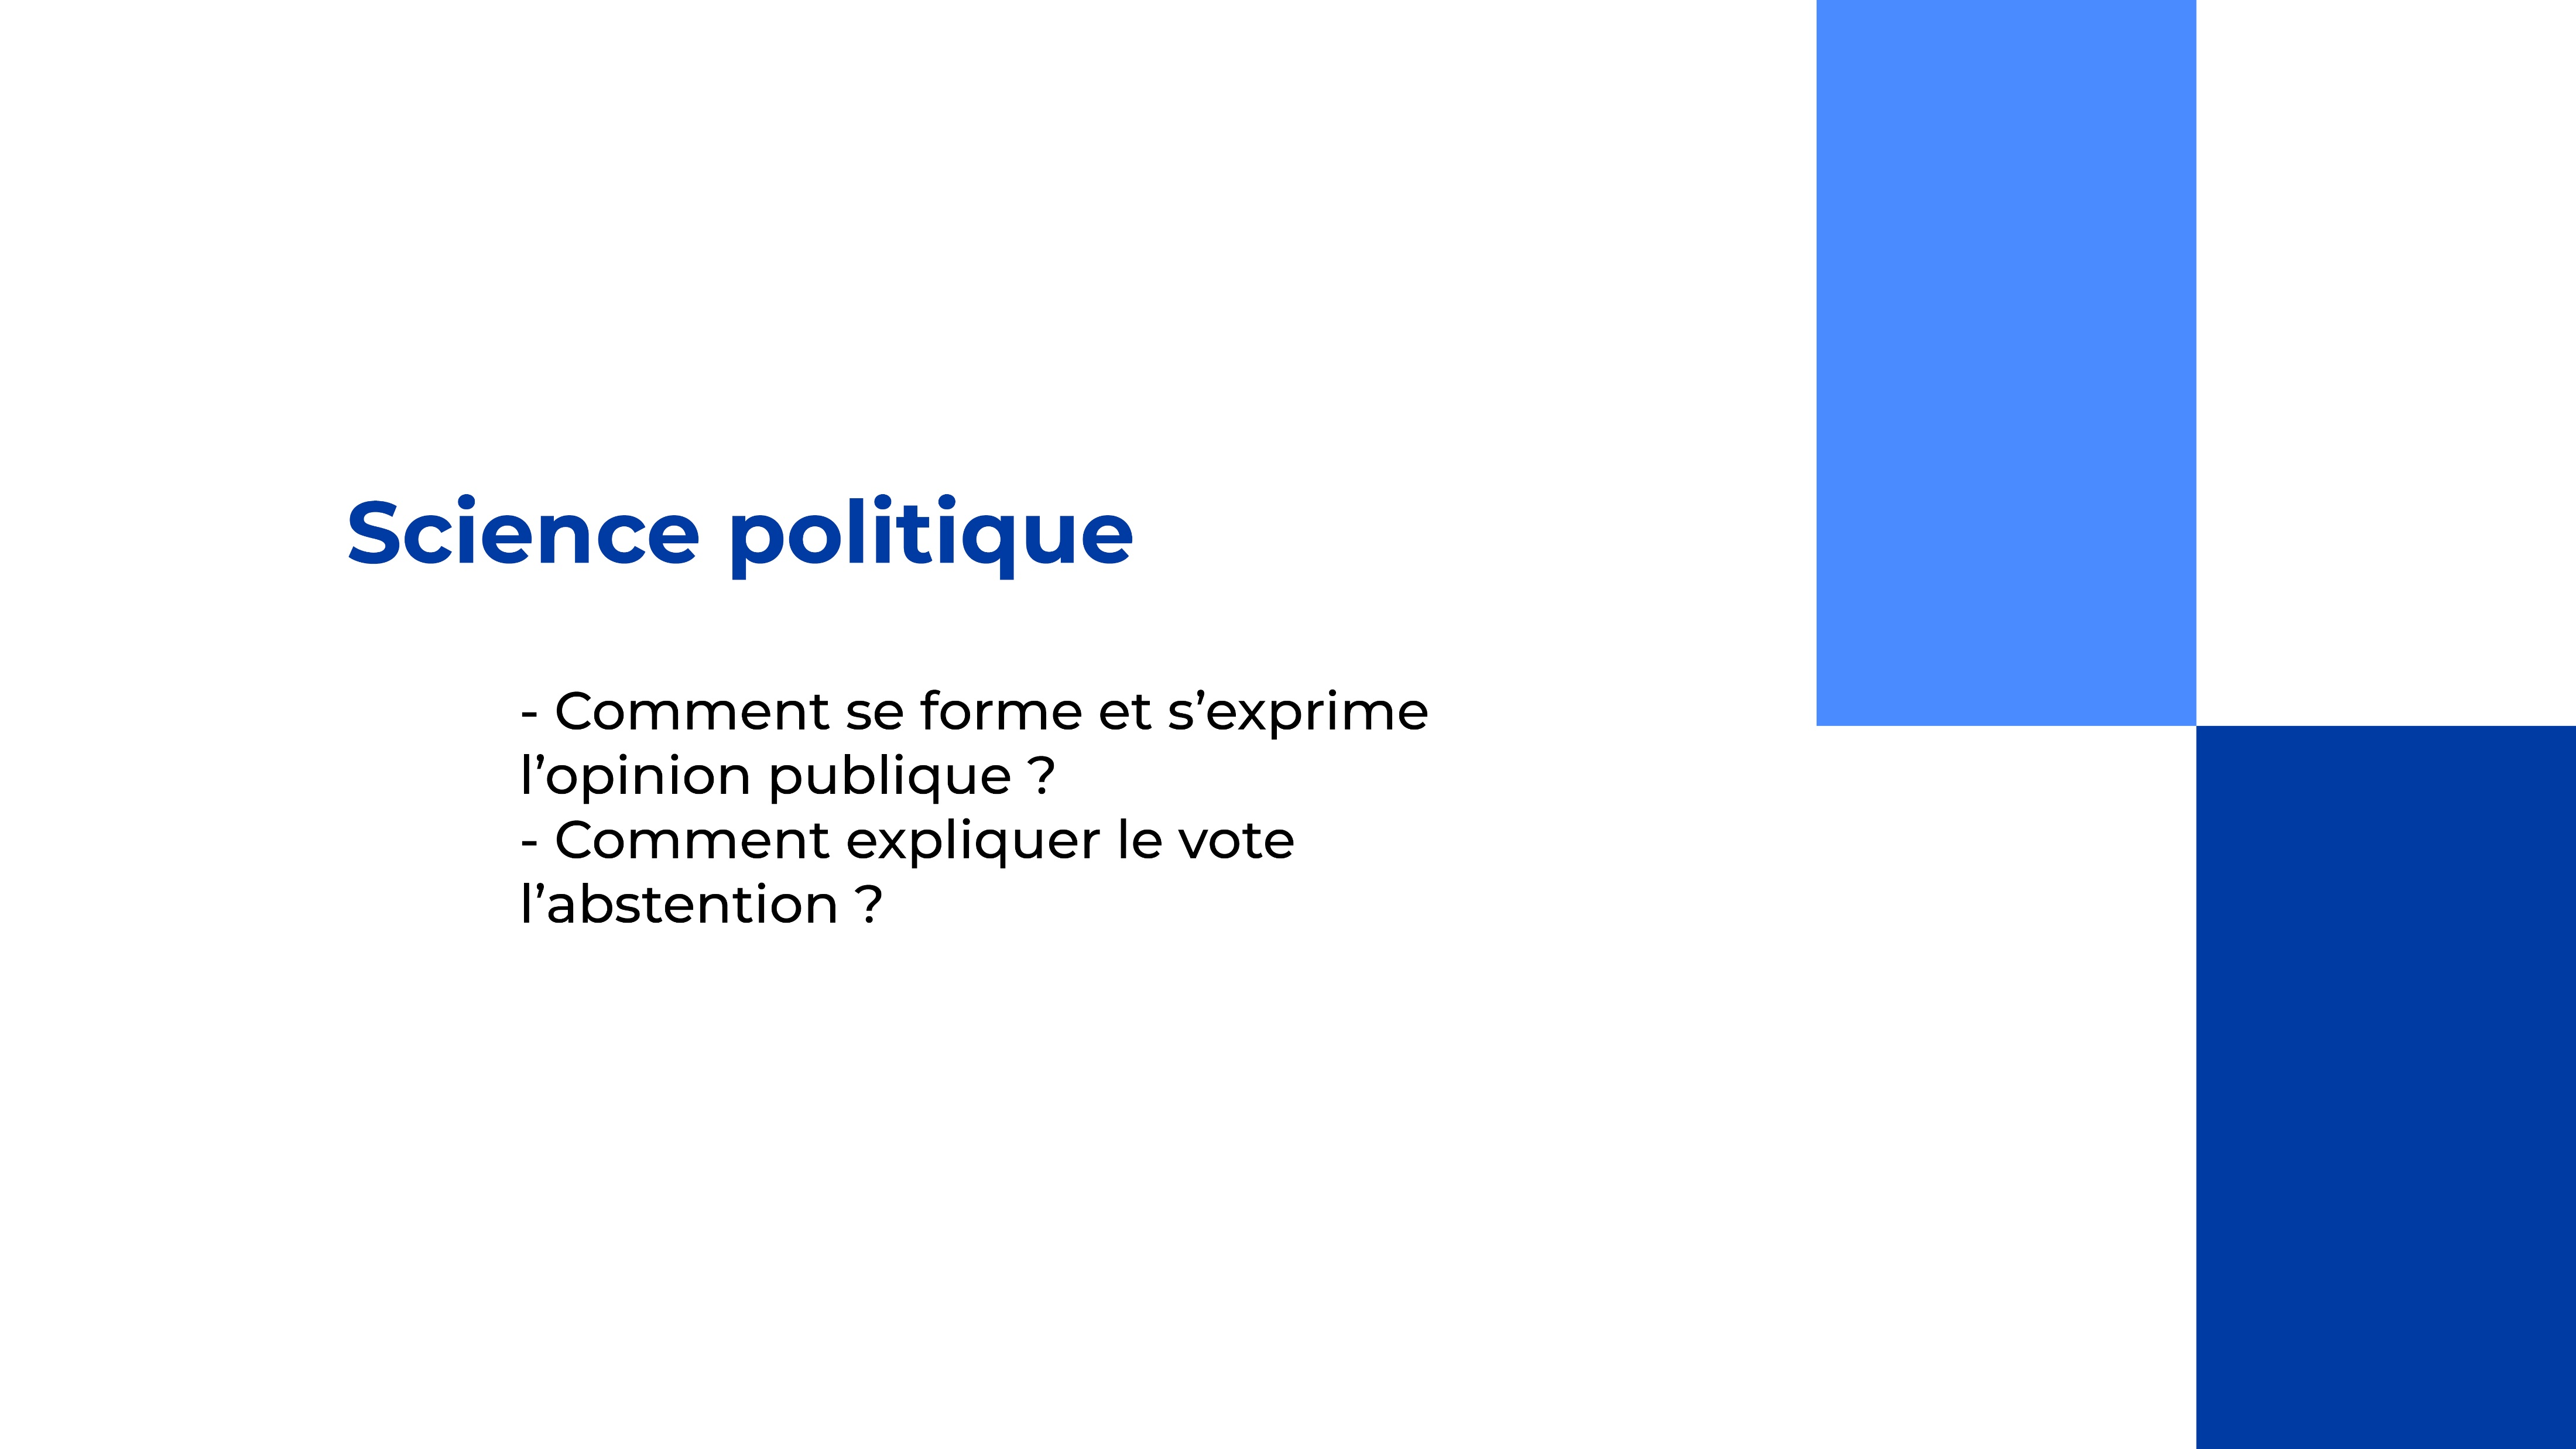 Science politique
- Comment se forme et s’exprime
l’opinion publique ?
- Comment expliquer le vote
l’abstention ?